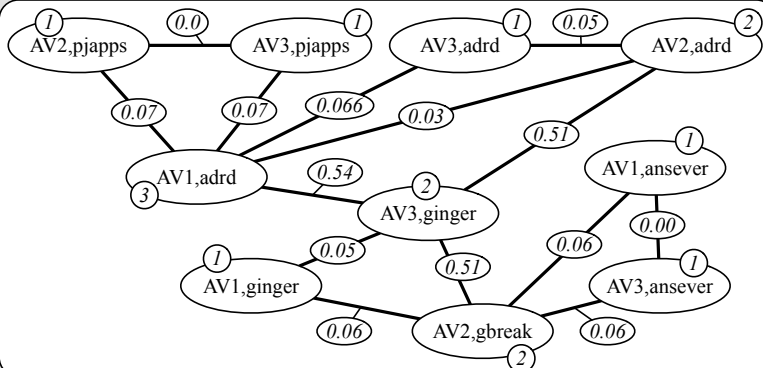 1
0.0
1
1
0.05
2
AV2,pjapps
AV3,pjapps
AV3,adrd
AV2,adrd
0.07
0.07
0.066
0.03
0.51
1
AV1,adrd
3
0.54
2
AV1,ansever
AV3,ginger
0.00
1
0.05
0.51
0.06
1
AV1,ginger
AV3,ansever
0.06
AV2,gbreak
0.06
2